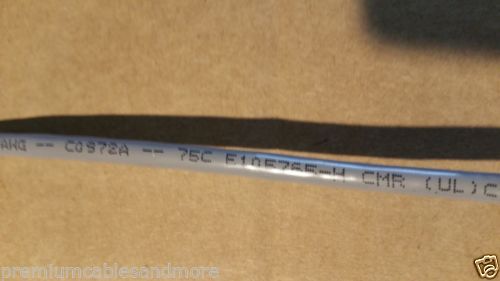 AWG -- C0972A -- 75C E105765-H CMR (UL) C
premiumcablesandmore